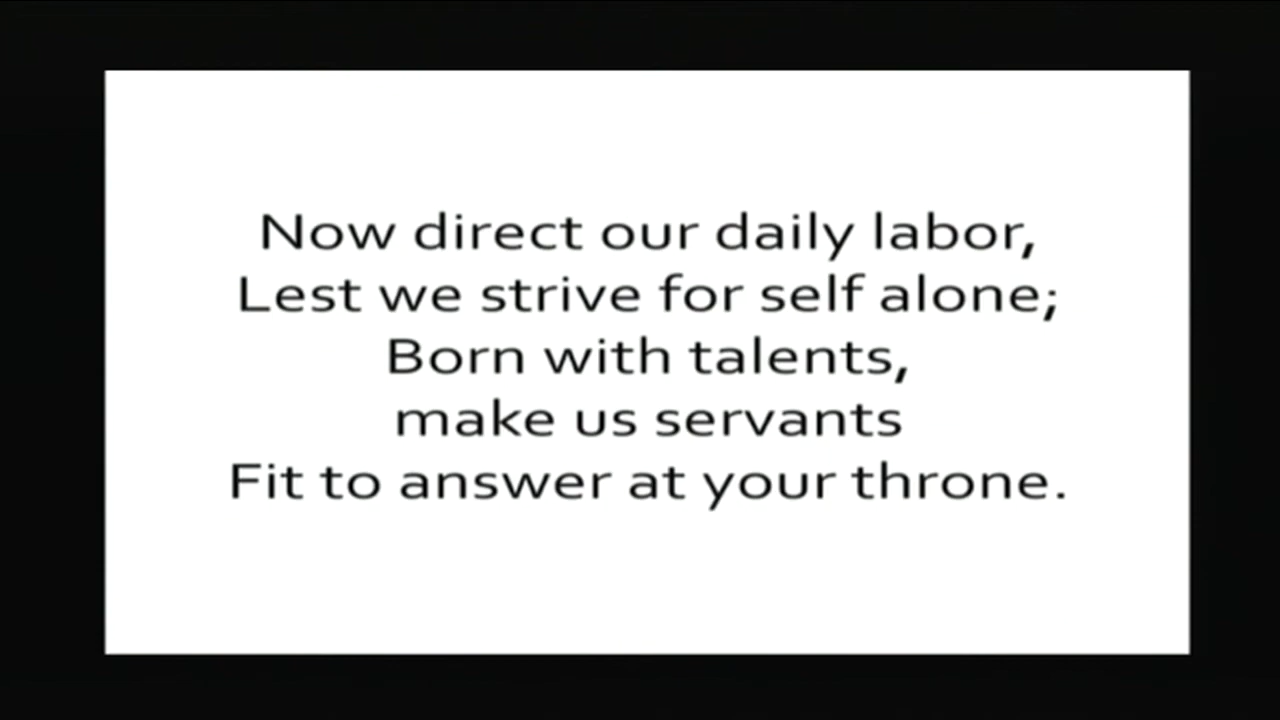 Now direct our daily labor,
Lest we strive for self alone;
Born with talents,
make us servants
Fit to answer at your throne.